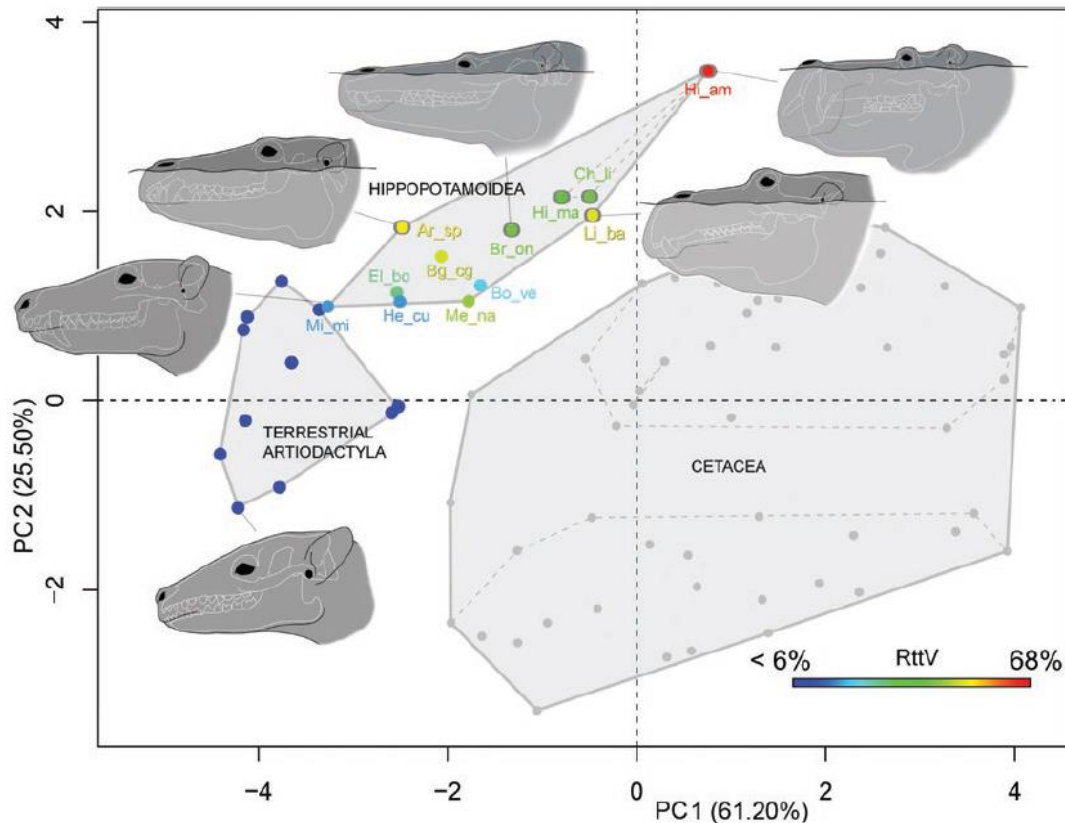 4
Hi_am
Ch_li
HIPPOPOTAMOIDEA
2
Hi_ma
Ar_sp
Li_ba
Br_on
Bg_cg
El_bo
Bo_ve
Mi_mi
He_cu
Me_na
0
TERRESTRIAL
ARTIODACTYLA
CETACEA
PC2 (25.50%)
−2
< 6%
RttV
68%
−4
−2
0
2
4
PC1 (61.20%)